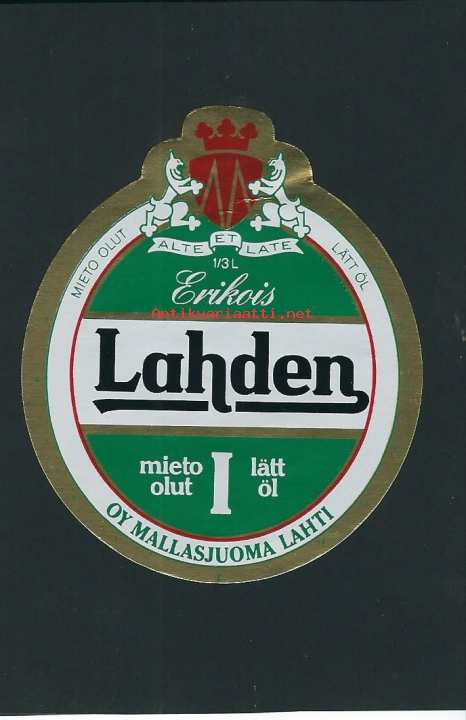 ALTE ET LATE
MIETO OLUT
LÄTT ÖL
1/3 L
Erikois
Antikvariaatti.net
Lahden
mieto olut
I
lätt öl
OY MALLASJUOMA LAHTI